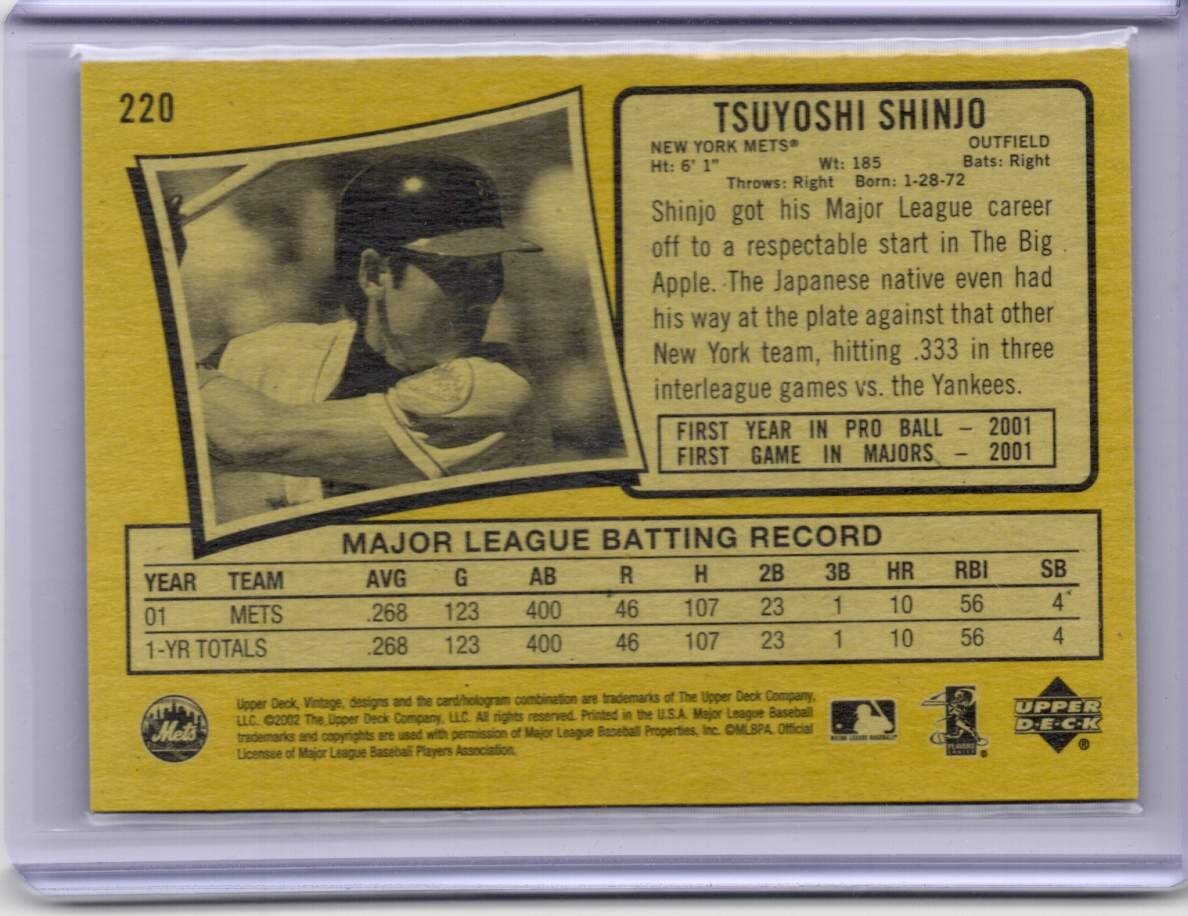 220
TSUYOSHI SHINJO
NEW YORK METS® OUTFIELD
Ht: 6' 1" Wt: 185 Bats: Right
Throws: Right Born: 1-28-72
Shinjo got his Major League career
off to a respectable start in The Big
Apple. The Japanese native even had
his way at the plate against that other
New York team, hitting .333 in three
interleague games vs. the Yankees.
FIRST YEAR IN PRO BALL – 2001
FIRST GAME IN MAJORS – 2001
MAJOR LEAGUE BATTING RECORD
YEAR TEAM AVG G AB R H 2B 3B HR RBI SB
01 METS .268 123 400 46 107 23 1 10 56 4
1-YR TOTALS .268 123 400 46 107 23 1 10 56 4
Mets
Upper Deck, Vintage, designs and the card/hologram combination are trademarks of The Upper Deck Company,
LLC. ©2002 The Upper Deck Company, LLC. All rights reserved. Printed in the U.S.A. Major League Baseball
trademarks and copyrights are used with permission of Major League Baseball Properties, Inc. ©MLBPA. Official
Licensee of Major League Baseball Players Association.
MAJOR LEAGUE BASEBALL
PLAYERS
UPPER
D·E·C·K
®